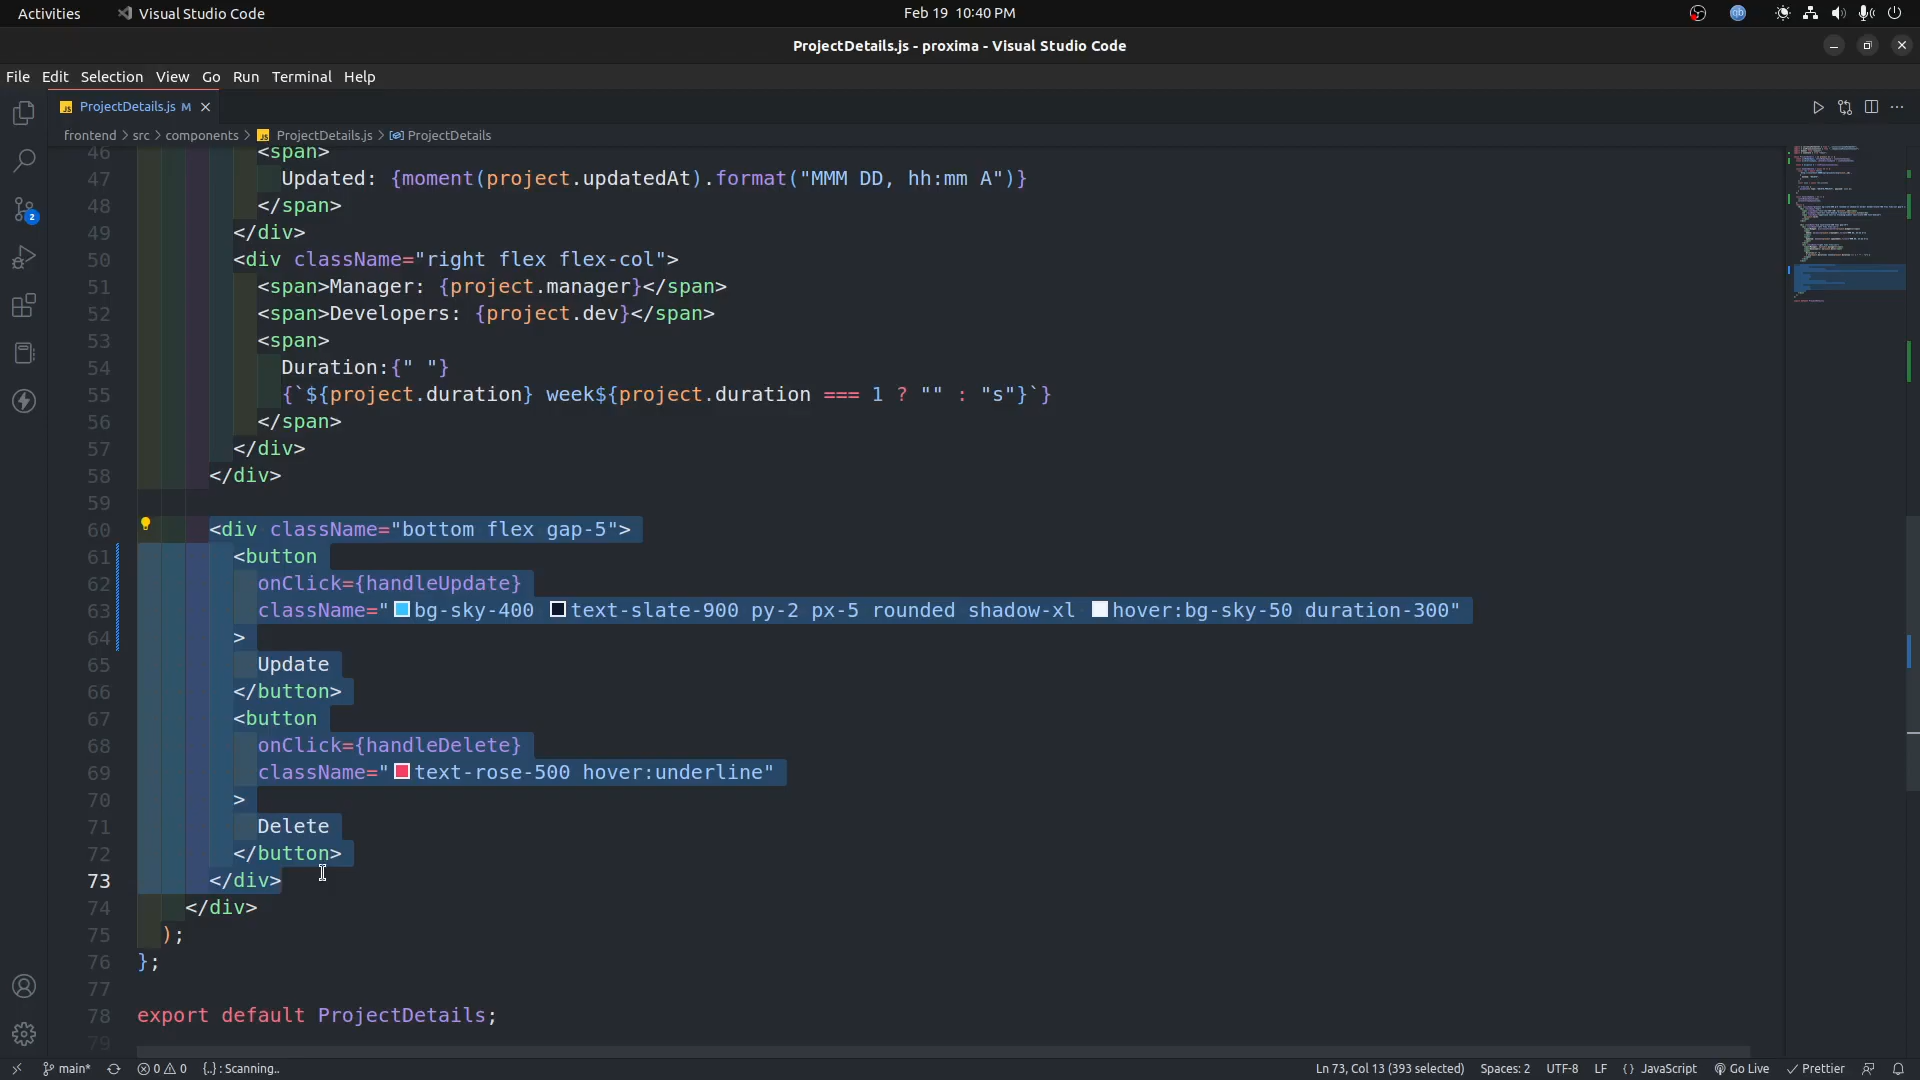 Activities Visual Studio Code Feb 19 10:40 PM
ProjectDetails.js - proxima - Visual Studio Code
File Edit Selection View Go Run Terminal Help
ProjectDetails.js M
frontend > src > components > ProjectDetails.js > ProjectDetails
46 <span>
47 Updated: {moment(project.updatedAt).format("MMM DD, hh:mm A")}
48 </span>
49 </div>
50 <div className="right flex flex-col">
51 <span>Manager: {project.manager}</span>
52 <span>Developers: {project.dev}</span>
53 <span>
54 Duration:{" "}
55 {`${project.duration} week${project.duration === 1 ? "" : "s"}`}
56 </span>
57 </div>
58 </div>
59
60 <div className="bottom flex gap-5">
61 <button
62 onClick={handleUpdate}
63 className="bg-sky-400 text-slate-900 py-2 px-5 rounded shadow-xl hover:bg-sky-50 duration-300"
64 >
65 Update
66 </button>
67 <button
68 onClick={handleDelete}
69 className="text-rose-500 hover:underline"
70 >
71 Delete
72 </button>
73 </div>
74 </div>
75 );
76 };
77
78 export default ProjectDetails;
79
2
main* 0 0 {..} : Scanning.. Ln 73, Col 13 (393 selected) Spaces: 2 UTF-8 LF {} JavaScript Go Live Prettier